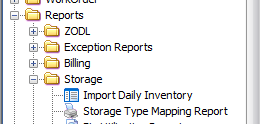 WorkOrder
Reports
ZODL
Exception Reports
Billing
Storage
Import Daily Inventory
Storage Type Mapping Report